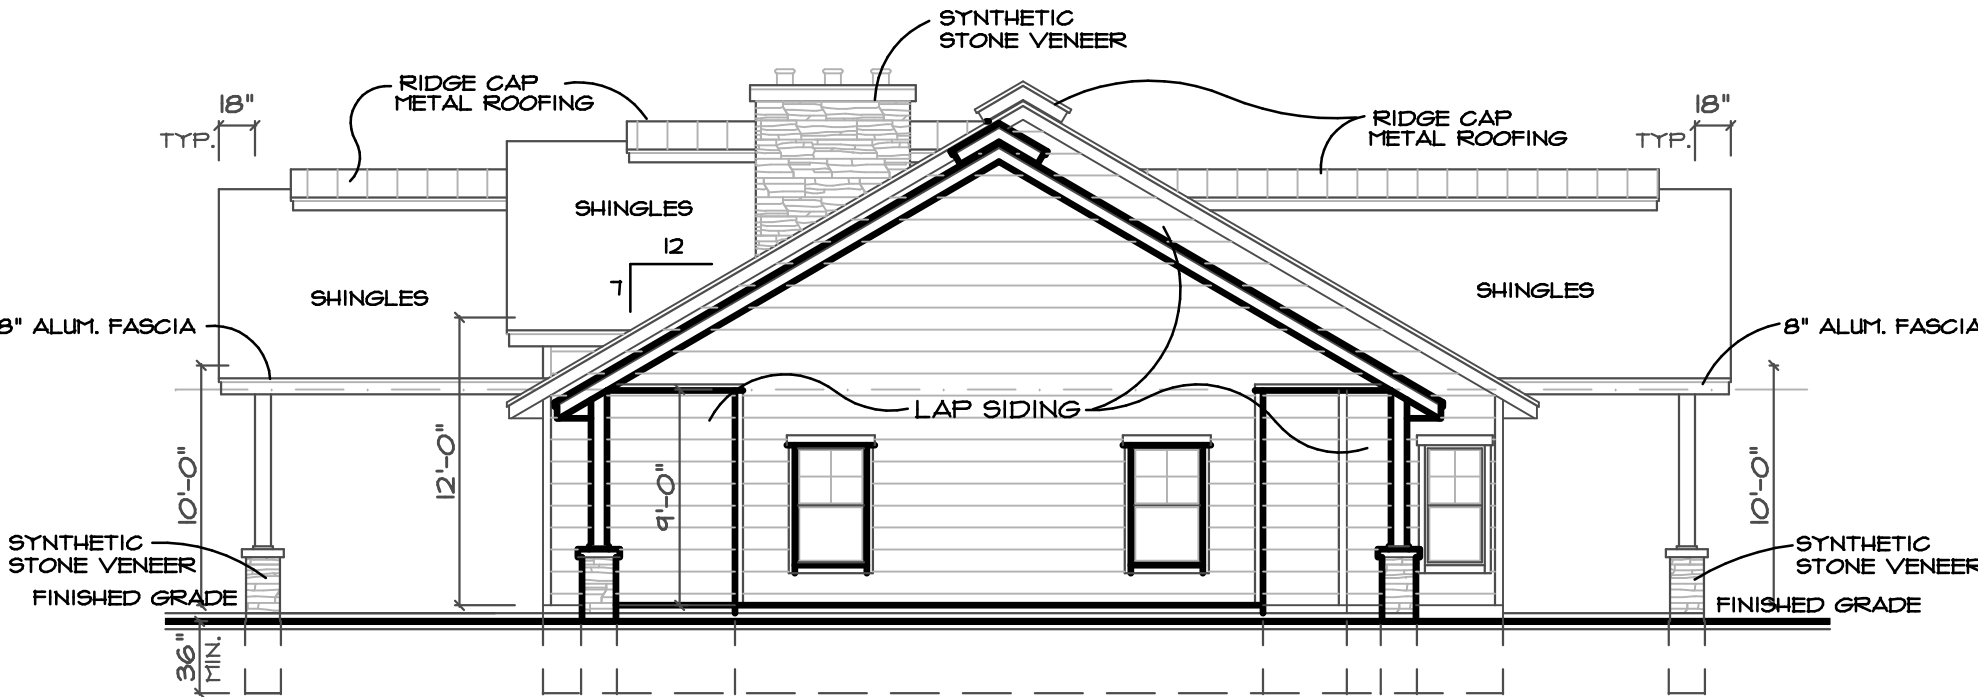 SYNTHETIC
STONE VENEER
RIDGE CAP
METAL ROOFING
18"
TYP.
RIDGE CAP
METAL ROOFING
18"
TYP.
SHINGLES
12
7
SHINGLES
SHINGLES
8" ALUM. FASCIA
8" ALUM. FASCIA
LAP SIDING
10'-0"
12'-0"
9'-0"
10'-0"
SYNTHETIC
STONE VENEER
FINISHED GRADE
SYNTHETIC
STONE VENEER
FINISHED GRADE
36"
MIN.